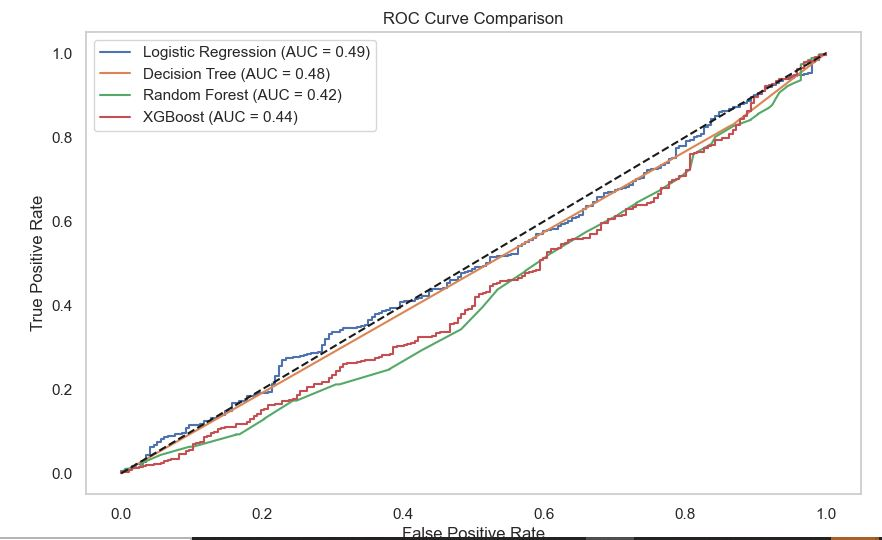 ROC Curve Comparison
Logistic Regression (AUC = 0.49)
Decision Tree (AUC = 0.48)
Random Forest (AUC = 0.42)
XGBoost (AUC = 0.44)
True Positive Rate
1.0
0.8
0.6
0.4
0.2
0.0
0.0 0.2 0.4 0.6 0.8 1.0
False Positive Rate